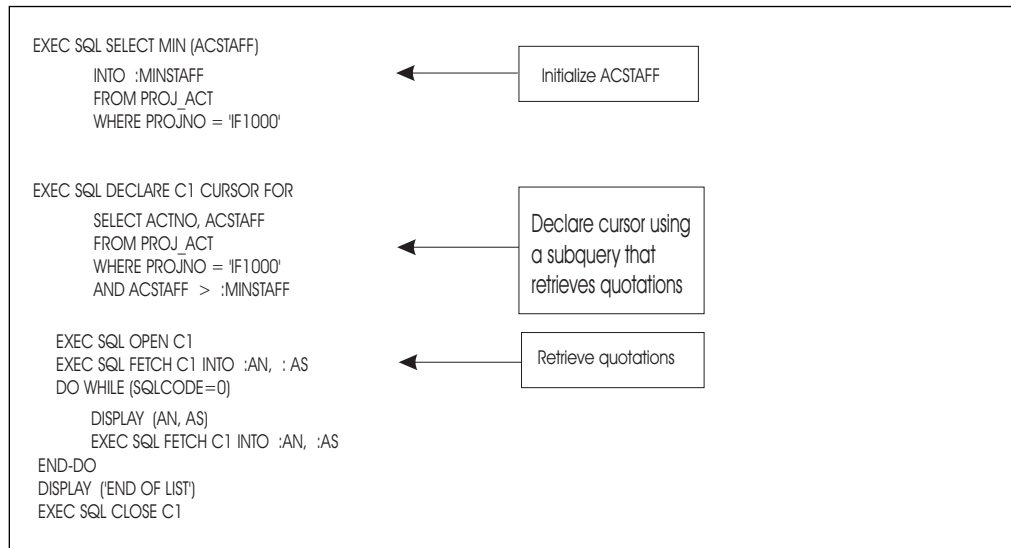 EXEC SQL SELECT MIN (ACSTAFF)
INTO :MINSTAFF
FROM PROJ_ACT
WHERE PROJNO = 'IF1000'
Initialize ACSTAFF
EXEC SQL DECLARE C1 CURSOR FOR
SELECT ACTNO, ACSTAFF
FROM PROJ_ACT
WHERE PROJNO = 'IF1000'
AND ACSTAFF > :MINSTAFF
Declare cursor using
a subquery that
retrieves quotations
EXEC SQL OPEN C1
EXEC SQL FETCH C1 INTO :AN, : AS
DO WHILE (SQLCODE=0)
Retrieve quotations
DISPLAY (AN, AS)
EXEC SQL FETCH C1 INTO :AN, :AS
END-DO
DISPLAY ('END OF LIST')
EXEC SQL CLOSE C1